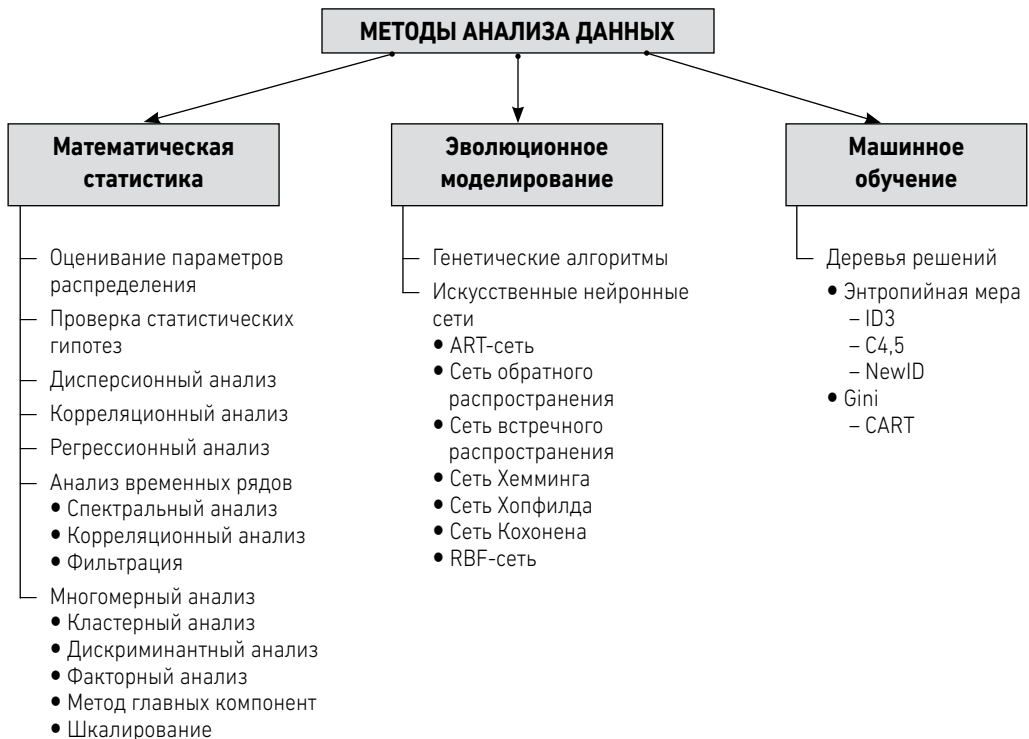 МЕТОДЫ АНАЛИЗА ДАННЫХ
Математическая
статистика
Оценивание параметров
распределения
Проверка статистических
гипотез
Дисперсионный анализ
Корреляционный анализ
Регрессионный анализ
Анализ временных рядов
• Спектральный анализ
• Корреляционный анализ
• Фильтрация
Многомерный анализ
• Кластерный анализ
• Дискриминантный анализ
• Факторный анализ
• Метод главных компонент
• Шкалирование
Эволюционное
моделирование
Генетические алгоритмы
Искусственные нейронные
сети
• ART-сеть
• Сеть обратного
распространения
• Сеть встречного
распространения
• Сеть Хемминга
• Сеть Хопфилда
• Сеть Кохонена
• RBF-сеть
Машинное
обучение
Деревья решений
• Энтропийная мера
– ID3
– C4,5
– NewID
• Gini
– CART